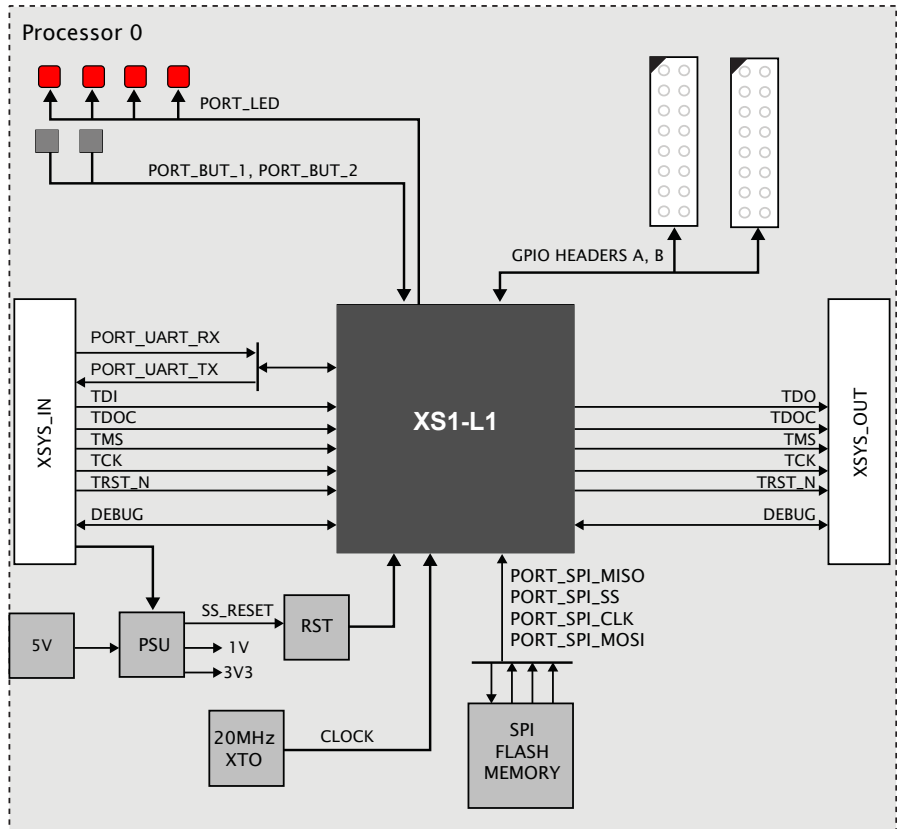 Processor 0
PORT_LED
PORT_BUT_1, PORT_BUT_2
GPIO HEADERS A, B
XSYS_IN
PORT_UART_RX
PORT_UART_TX
TDI
TDOC
TMS
TCK
TRST_N
DEBUG
XS1-L1
TDO
TDOC
TMS
TCK
TRST_N
DEBUG
XSYS_OUT
5V
PSU
SS_RESET
1V
3V3
RST
20MHz
XTO
CLOCK
PORT_SPI_MISO
PORT_SPI_SS
PORT_SPI_CLK
PORT_SPI_MOSI
SPI
FLASH
MEMORY